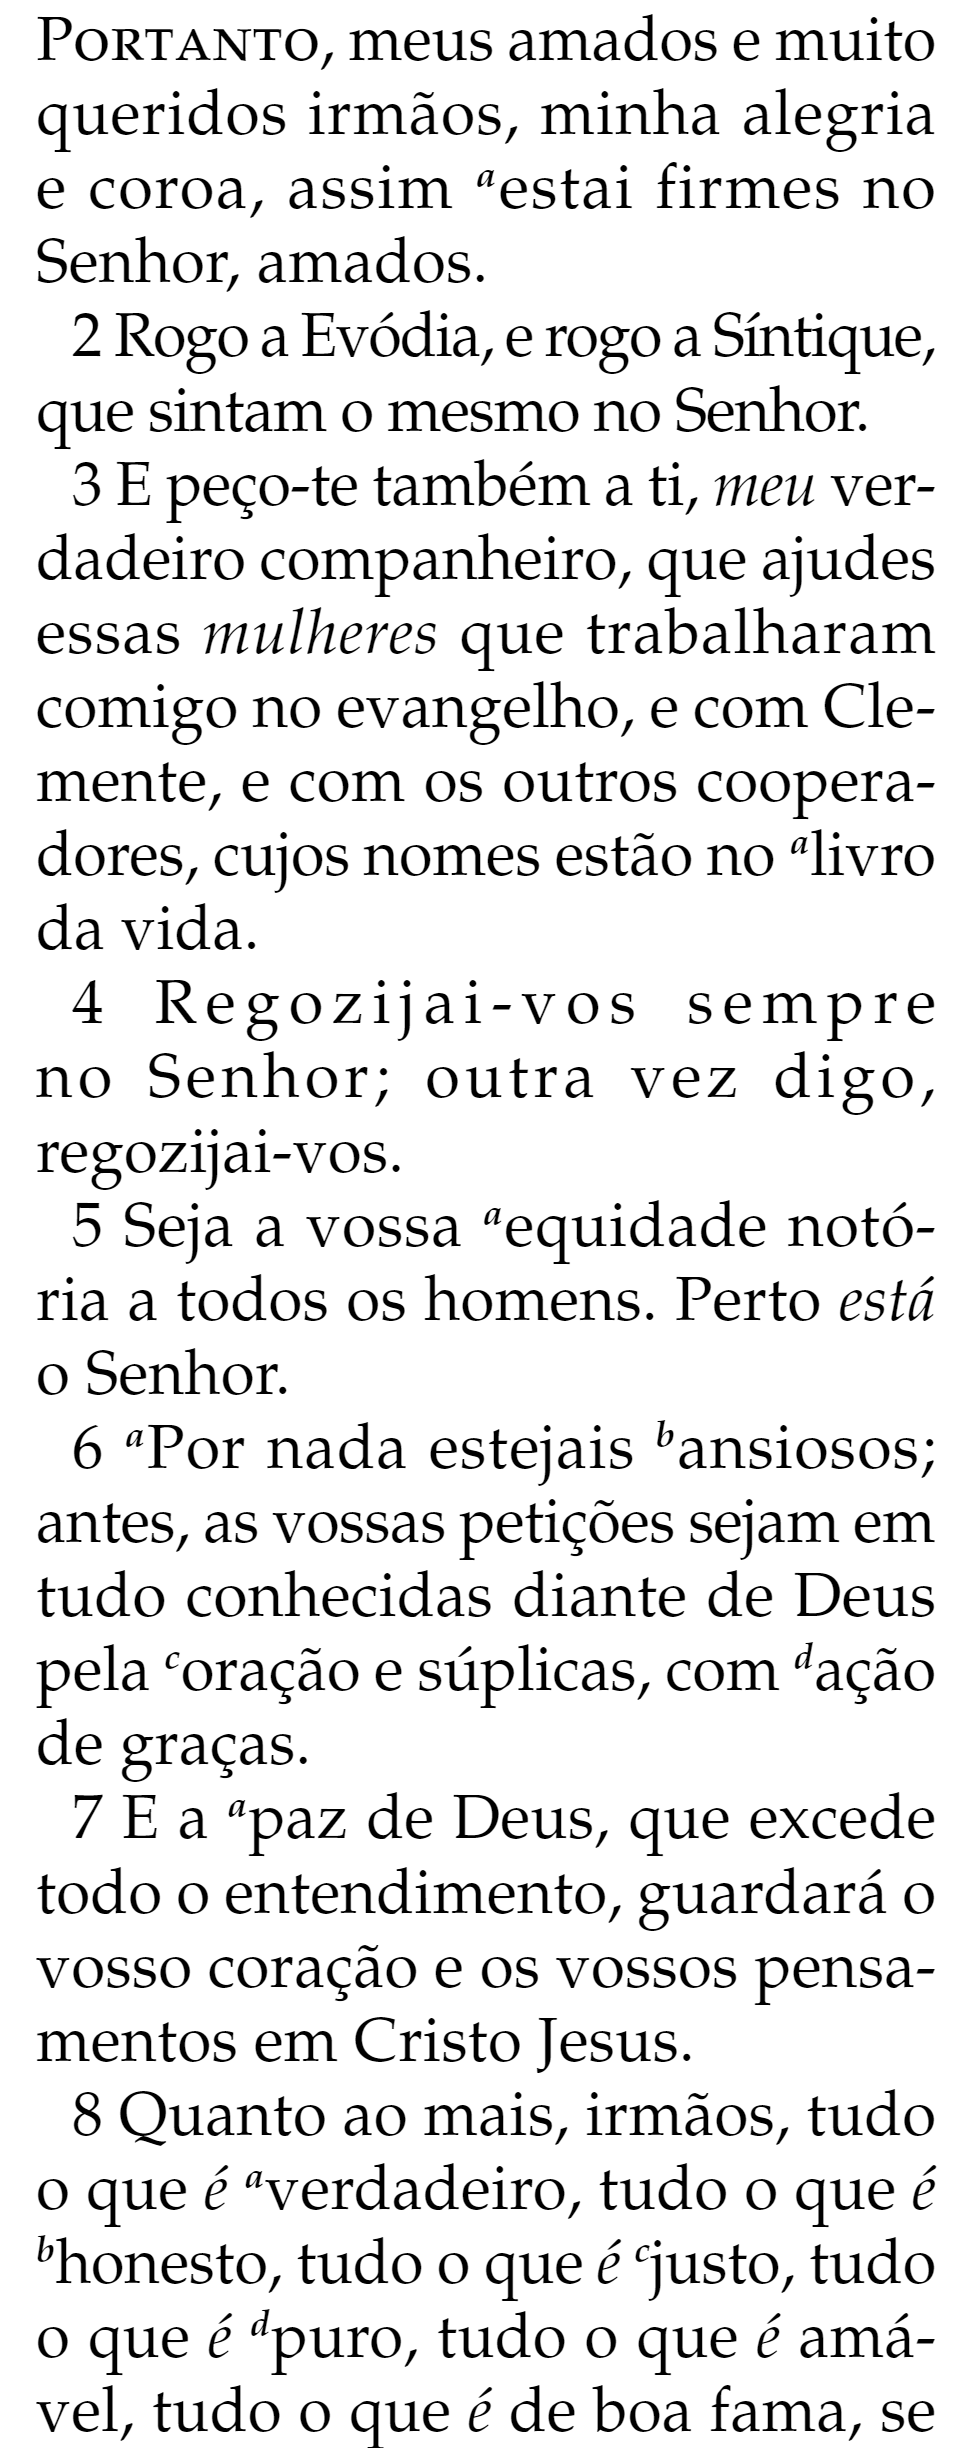 PORTANTO, meus amados e muito
queridos irmãos, minha alegria
e coroa, assim ᵃestai firmes no
Senhor, amados.
2 Rogo a Evódia, e rogo a Síntique,
que sintam o mesmo no Senhor.
3 E peço-te também a ti, meu ver-
dadeiro companheiro, que ajudes
essas mulheres que trabalharam
comigo no evangelho, e com Cle-
mente, e com os outros coopera-
dores, cujos nomes estão no ᵃlivro
da vida.
4 Regozijai-vos sempre
no Senhor; outra vez digo,
regozijai-vos.
5 Seja a vossa ᵃequidade notó-
ria a todos os homens. Perto está
o Senhor.
6 ᵃPor nada estejais ᵇansiosos;
antes, as vossas petições sejam em
tudo conhecidas diante de Deus
pela ᶜoração e súplicas, com ᵈação
de graças.
7 E a ᵃpaz de Deus, que excede
todo o entendimento, guardará o
vosso coração e os vossos pensa-
mentos em Cristo Jesus.
8 Quanto ao mais, irmãos, tudo
o que é ᵃverdadeiro, tudo o que é
ᵇhonesto, tudo o que é ᶜjusto, tudo
o que é ᵈpuro, tudo o que é amá-
vel, tudo o que é de boa fama, se